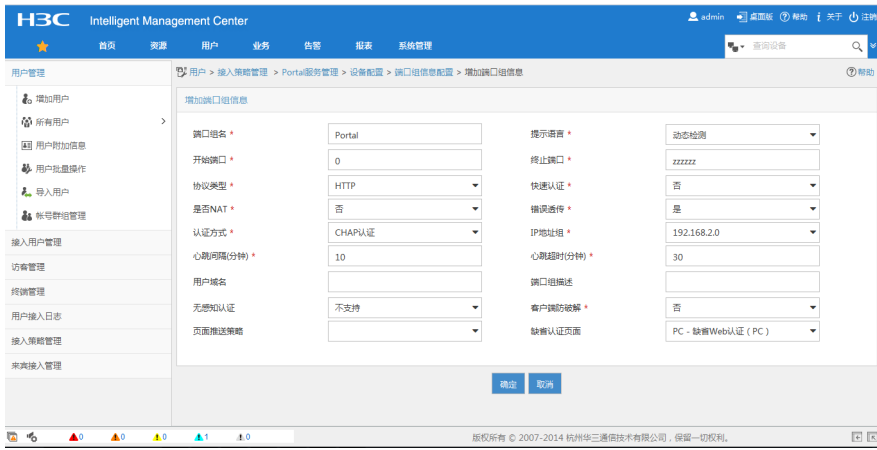 H3C Intelligent Management Center admin 桌面版 帮助 关于 注销
首页 资源 用户 业务 告警 报表 系统管理 查询设备
用户管理
用户 > 接入策略管理 > Portal服务管理 > 设备配置 > 端口组信息配置 > 增加端口组信息 帮助
增加用户
所有用户
用户附加信息
用户批量操作
导入用户
帐号群组管理
接入用户管理
访客管理
终端管理
用户接入日志
接入策略管理
来宾接入管理
增加端口组信息
端口组名 * Portal 提示语言 * 动态检测
开始端口 * 0 终止端口 * zzzzzz
协议类型 * HTTP 快速认证 * 否
是否NAT * 否 错误透传 * 是
认证方式 * CHAP认证 IP地址组 * 192.168.2.0
心跳间隔(分钟) * 10 心跳超时(分钟) * 30
用户域名 端口组描述
无感知认证 不支持 客户端防破解 * 否
页面推送策略 缺省认证页面 PC - 缺省Web认证 ( PC )
确定 取消
0 0 0 1 0 版权所有 © 2007-2014 杭州华三通信技术有限公司 , 保留一切权利。